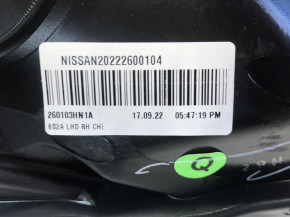 NISSAN20222600104
260103HN1A 17.09.22 05:47:19 PM
B02A LHD RH CHI
Q